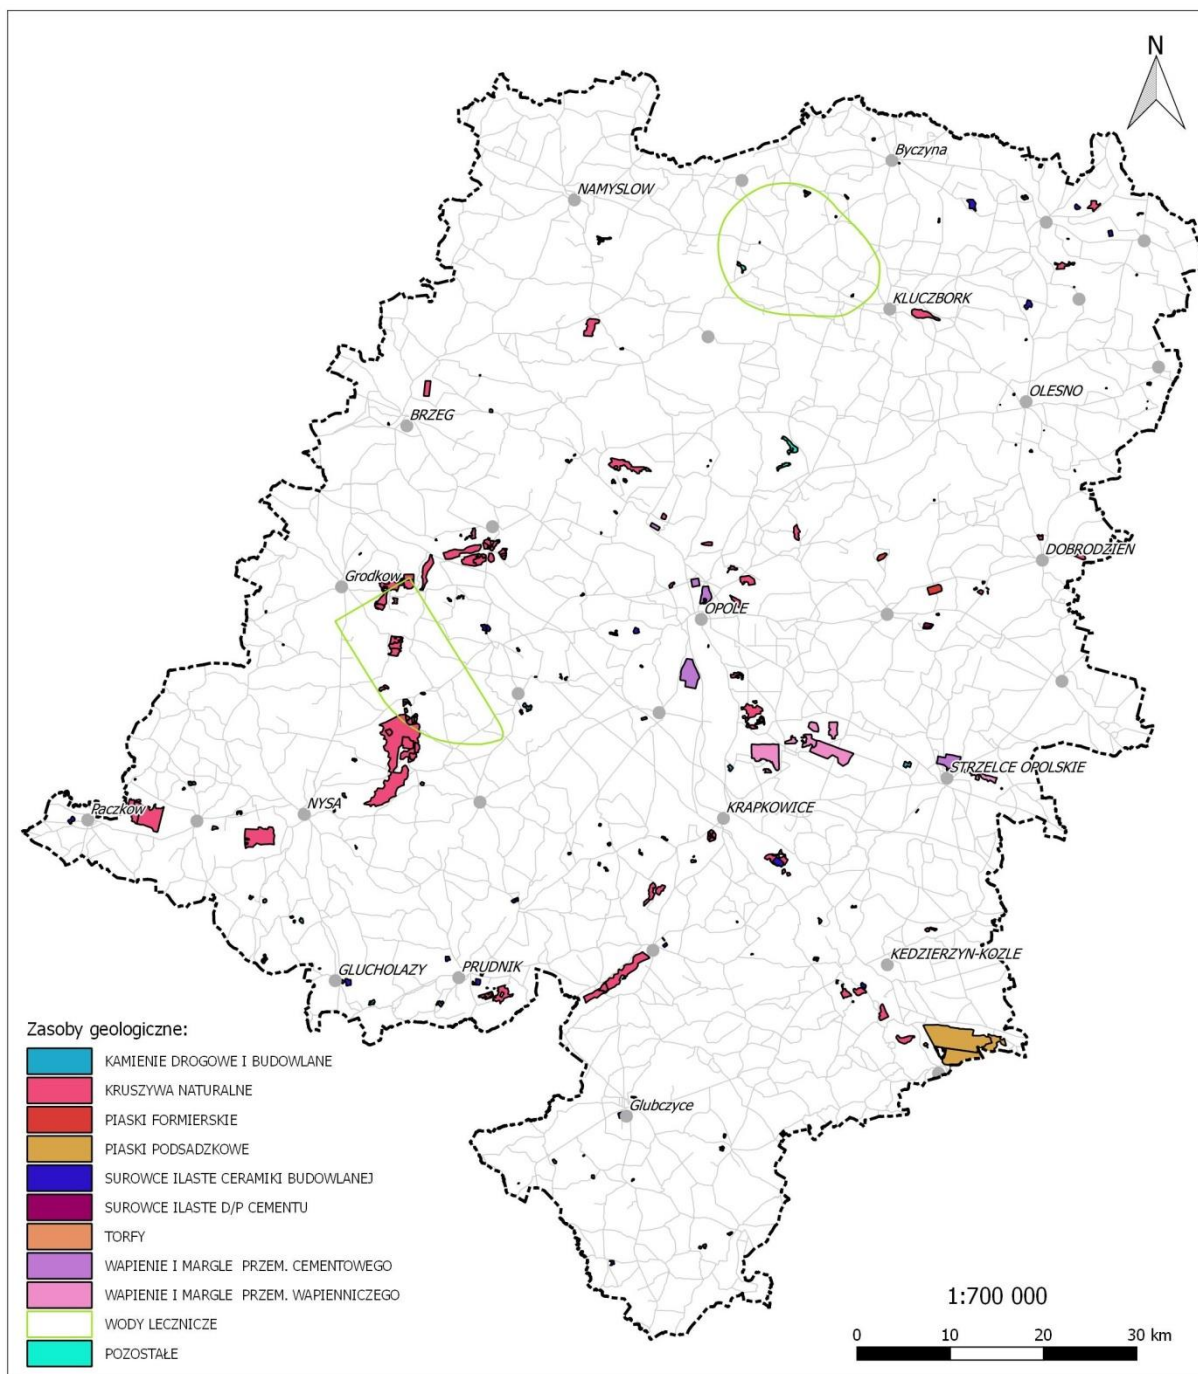 N
Byczyna
NAMYSLOW
KLUCZBORK
OLESNO
BRZEG
DOBRODZIEN
Grodkow
OPOLE
STRZELCE OPOLSKIE
Paczkow
NYSA
KRAPKOWICE
KEDZIERZYN-KOZLE
GLUCHOLAZY
PRUDNIK
Glubczyce
Zasoby geologiczne:
KAMIENIE DROGOWE I BUDOWLANE
KRUSZYWA NATURALNE
PIASKI FORMIERSKIE
PIASKI PODSADZKOWE
SUROWCE ILASTE CERAMIKI BUDOWLANEJ
SUROWCE ILASTE D/P CEMENTU
TORFY
WAPIENIE I MARGLE PRZEM. CEMENTOWEGO
WAPIENIE I MARGLE PRZEM. WAPIENNICZEGO
WODY LECZNICZE
POZOSTAŁE
1:700 000
0 10 20 30 km